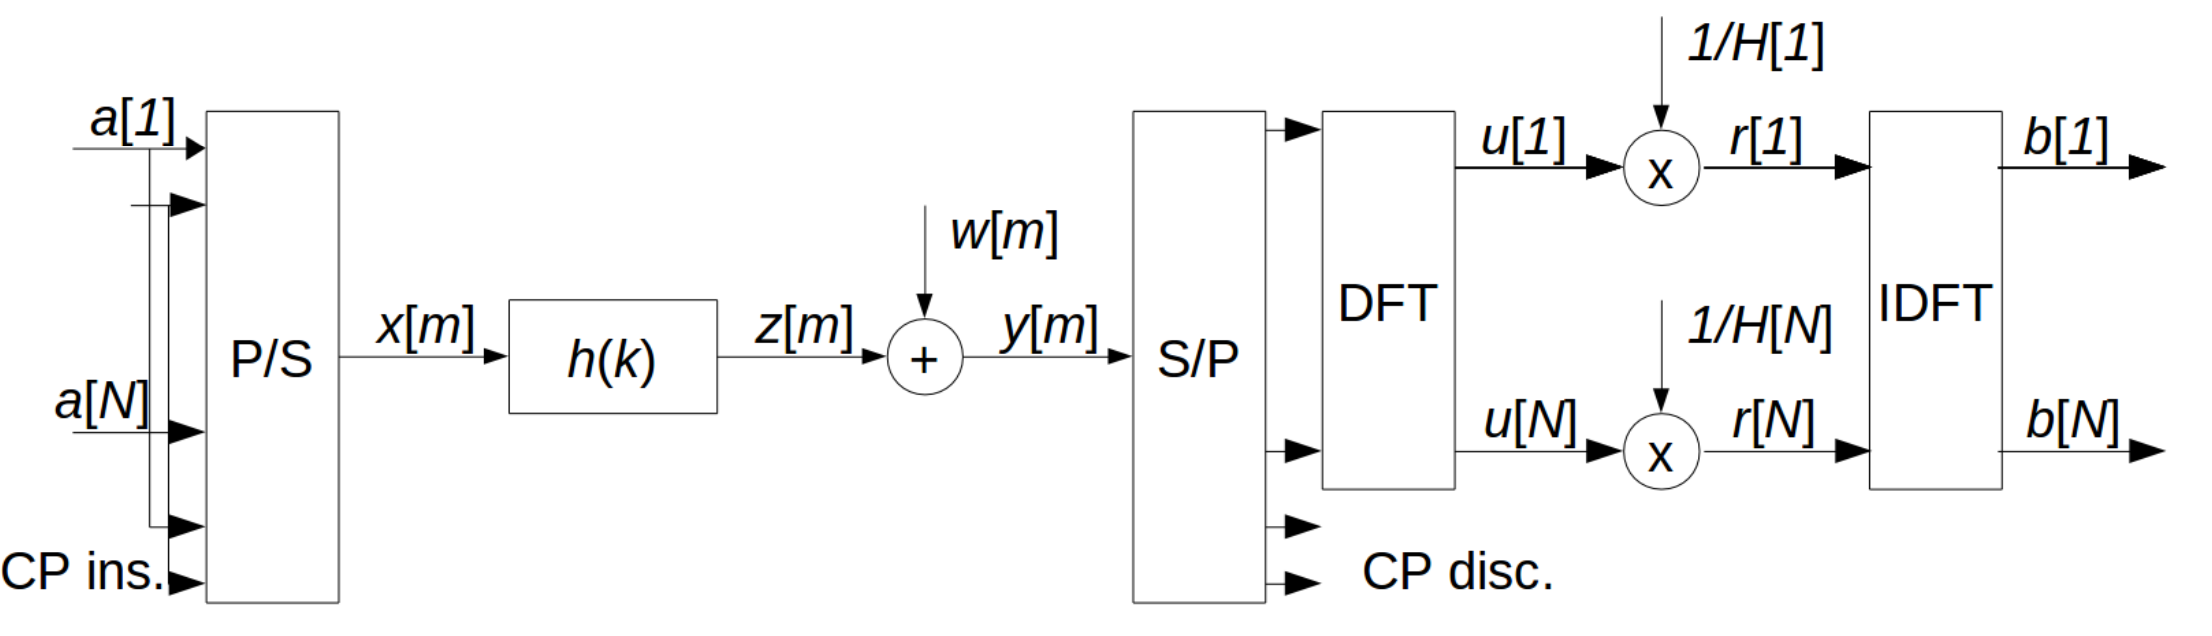 1/H[1]
a[1]
u[1]
r[1]
b[1]
x
w[m]
DFT
IDFT
x[m]
z[m]
y[m]
1/H[N]
P/S
h(k)
+
S/P
a[N]
u[N]
r[N]
b[N]
x
CP ins.
CP disc.